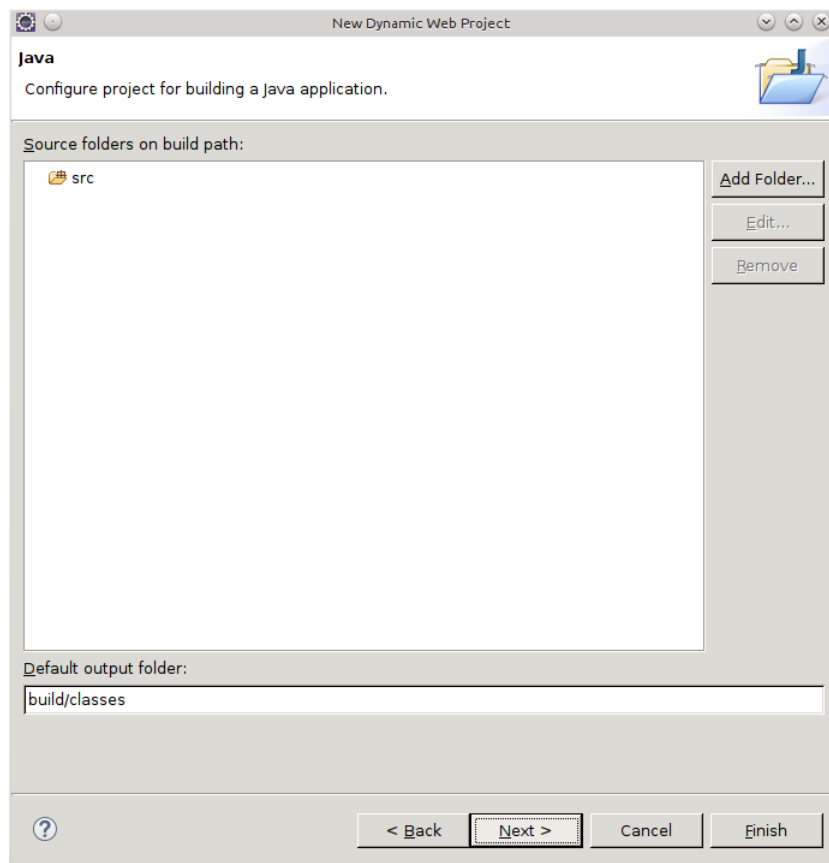 New Dynamic Web Project
Java
Configure project for building a Java application.
Source folders on build path:
src
Add Folder...
Edit...
Remove
Default output folder:
build/classes
?
< Back
Next >
Cancel
Finish